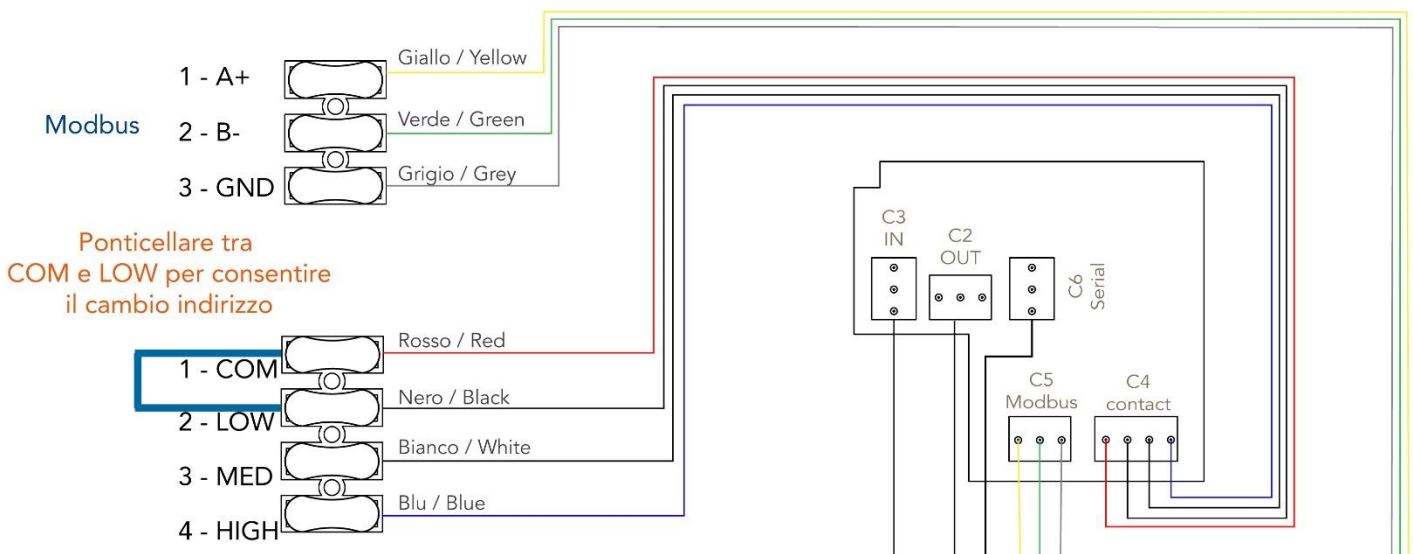 Modbus
1 - A+
2 - B-
3 - GND
Giallo / Yellow
Verde / Green
Grigio / Grey
Ponticellare tra
COM e LOW per consentire
il cambio indirizzo
1 - COM
2 - LOW
3 - MED
4 - HIGH
Rosso / Red
Nero / Black
Bianco / White
Blu / Blue
C3
IN
C2
OUT
C6
Serial
C5
Modbus
C4
contact